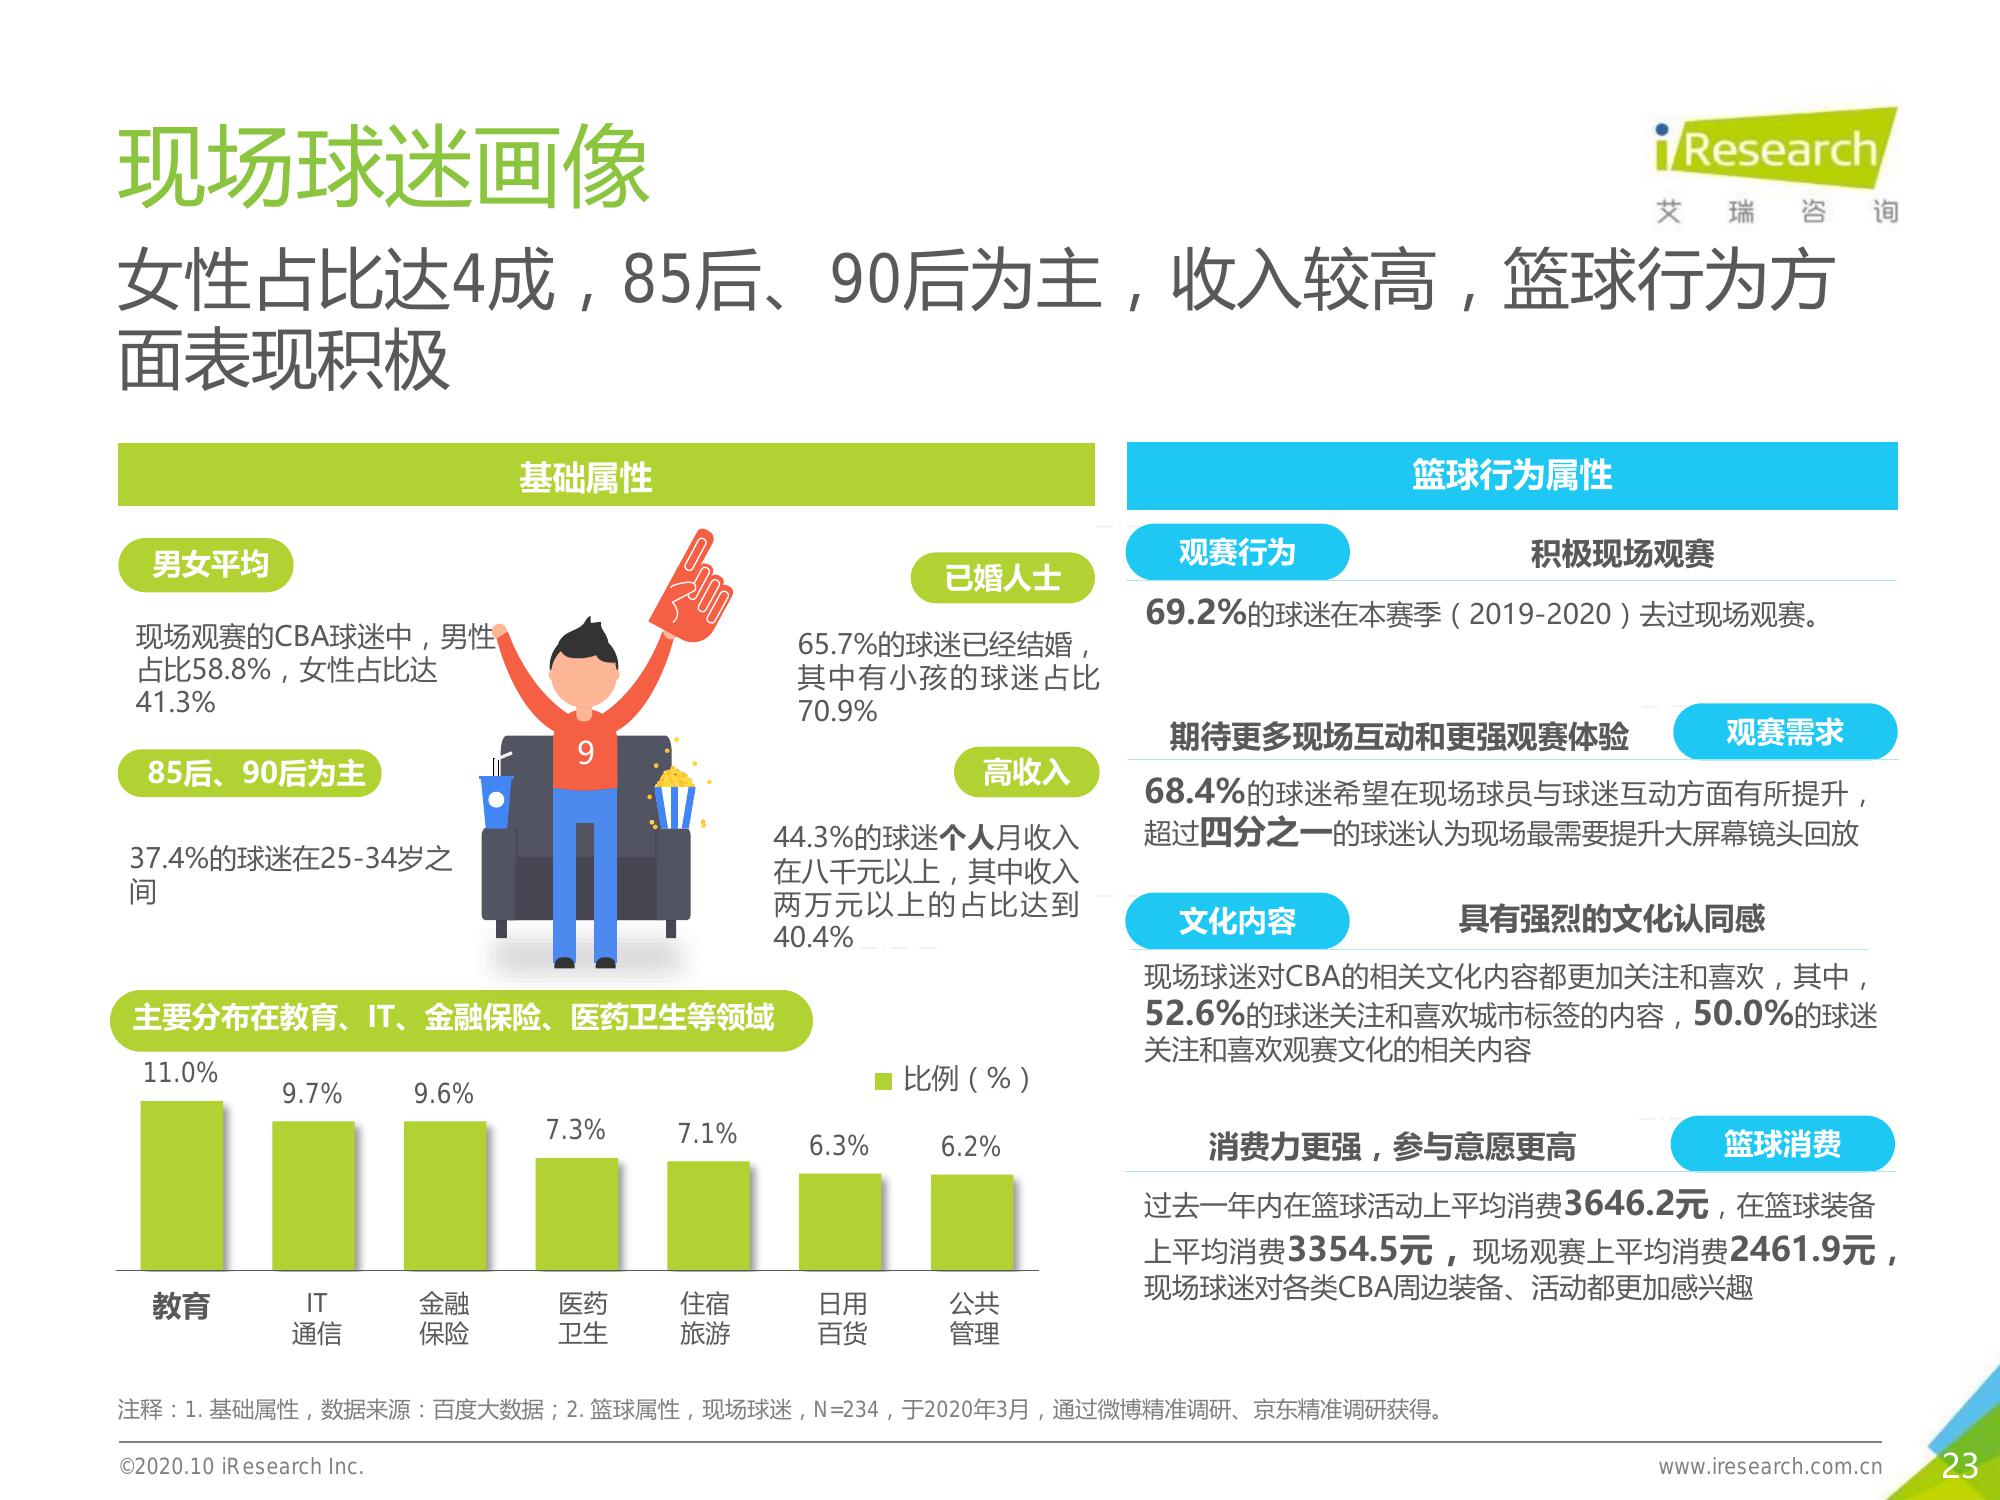 现场球迷画像
iResearch
艾瑞咨询
女性占比达4成，85后、90后为主，收入较高，篮球行为方
面表现积极
基础属性
男女平均
现场观赛的CBA球迷中，男性
占比58.8%，女性占比达
41.3%
85后、90后为主
37.4%的球迷在25-34岁之
间
9
已婚人士
65.7%的球迷已经结婚，
其中有小孩的球迷占比
70.9%
高收入
44.3%的球迷个人月收入
在八千元以上，其中收入
两万元以上的占比达到
40.4%
主要分布在教育、IT、金融保险、医药卫生等领域
比例（%）
11.0%
9.7%
9.6%
7.3%
7.1%
6.3%
6.2%
教育
IT
通信
金融
保险
医药
卫生
住宿
旅游
日用
百货
公共
管理
篮球行为属性
观赛行为
积极现场观赛
69.2%的球迷在本赛季（2019-2020）去过现场观赛。
期待更多现场互动和更强观赛体验
观赛需求
68.4%的球迷希望在现场球员与球迷互动方面有所提升，
超过四分之一的球迷认为现场最需要提升大屏幕镜头回放
文化内容
具有强烈的文化认同感
现场球迷对CBA的相关文化内容都更加关注和喜欢，其中，
52.6%的球迷关注和喜欢城市标签的内容，50.0%的球迷
关注和喜欢观赛文化的相关内容
消费力更强，参与意愿更高
篮球消费
过去一年内在篮球活动上平均消费3646.2元，在篮球装备
上平均消费3354.5元，现场观赛上平均消费2461.9元，
现场球迷对各类CBA周边装备、活动都更加感兴趣
注释：1. 基础属性，数据来源：百度大数据；2. 篮球属性，现场球迷，N=234，于2020年3月，通过微博精准调研、京东精准调研获得。
©2020.10 iResearch Inc.
www.iresearch.com.cn
23